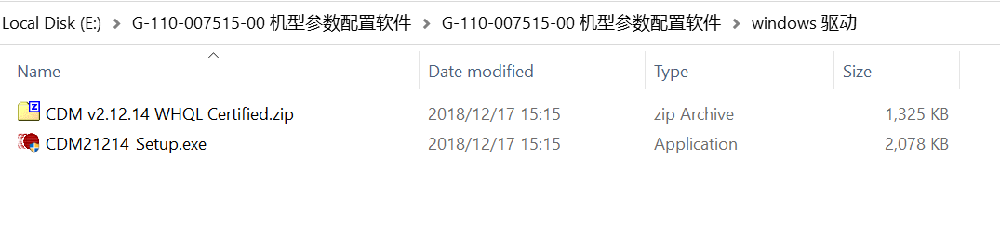 Local Disk (E:) > G-110-007515-00 机型参数配置软件 > G-110-007515-00 机型参数配置软件 > windows 驱动
Name Date modified Type Size
CDM v2.12.14 WHQL Certified.zip 2018/12/17 15:15 zip Archive 1,325 KB
CDM21214_Setup.exe 2018/12/17 15:15 Application 2,078 KB